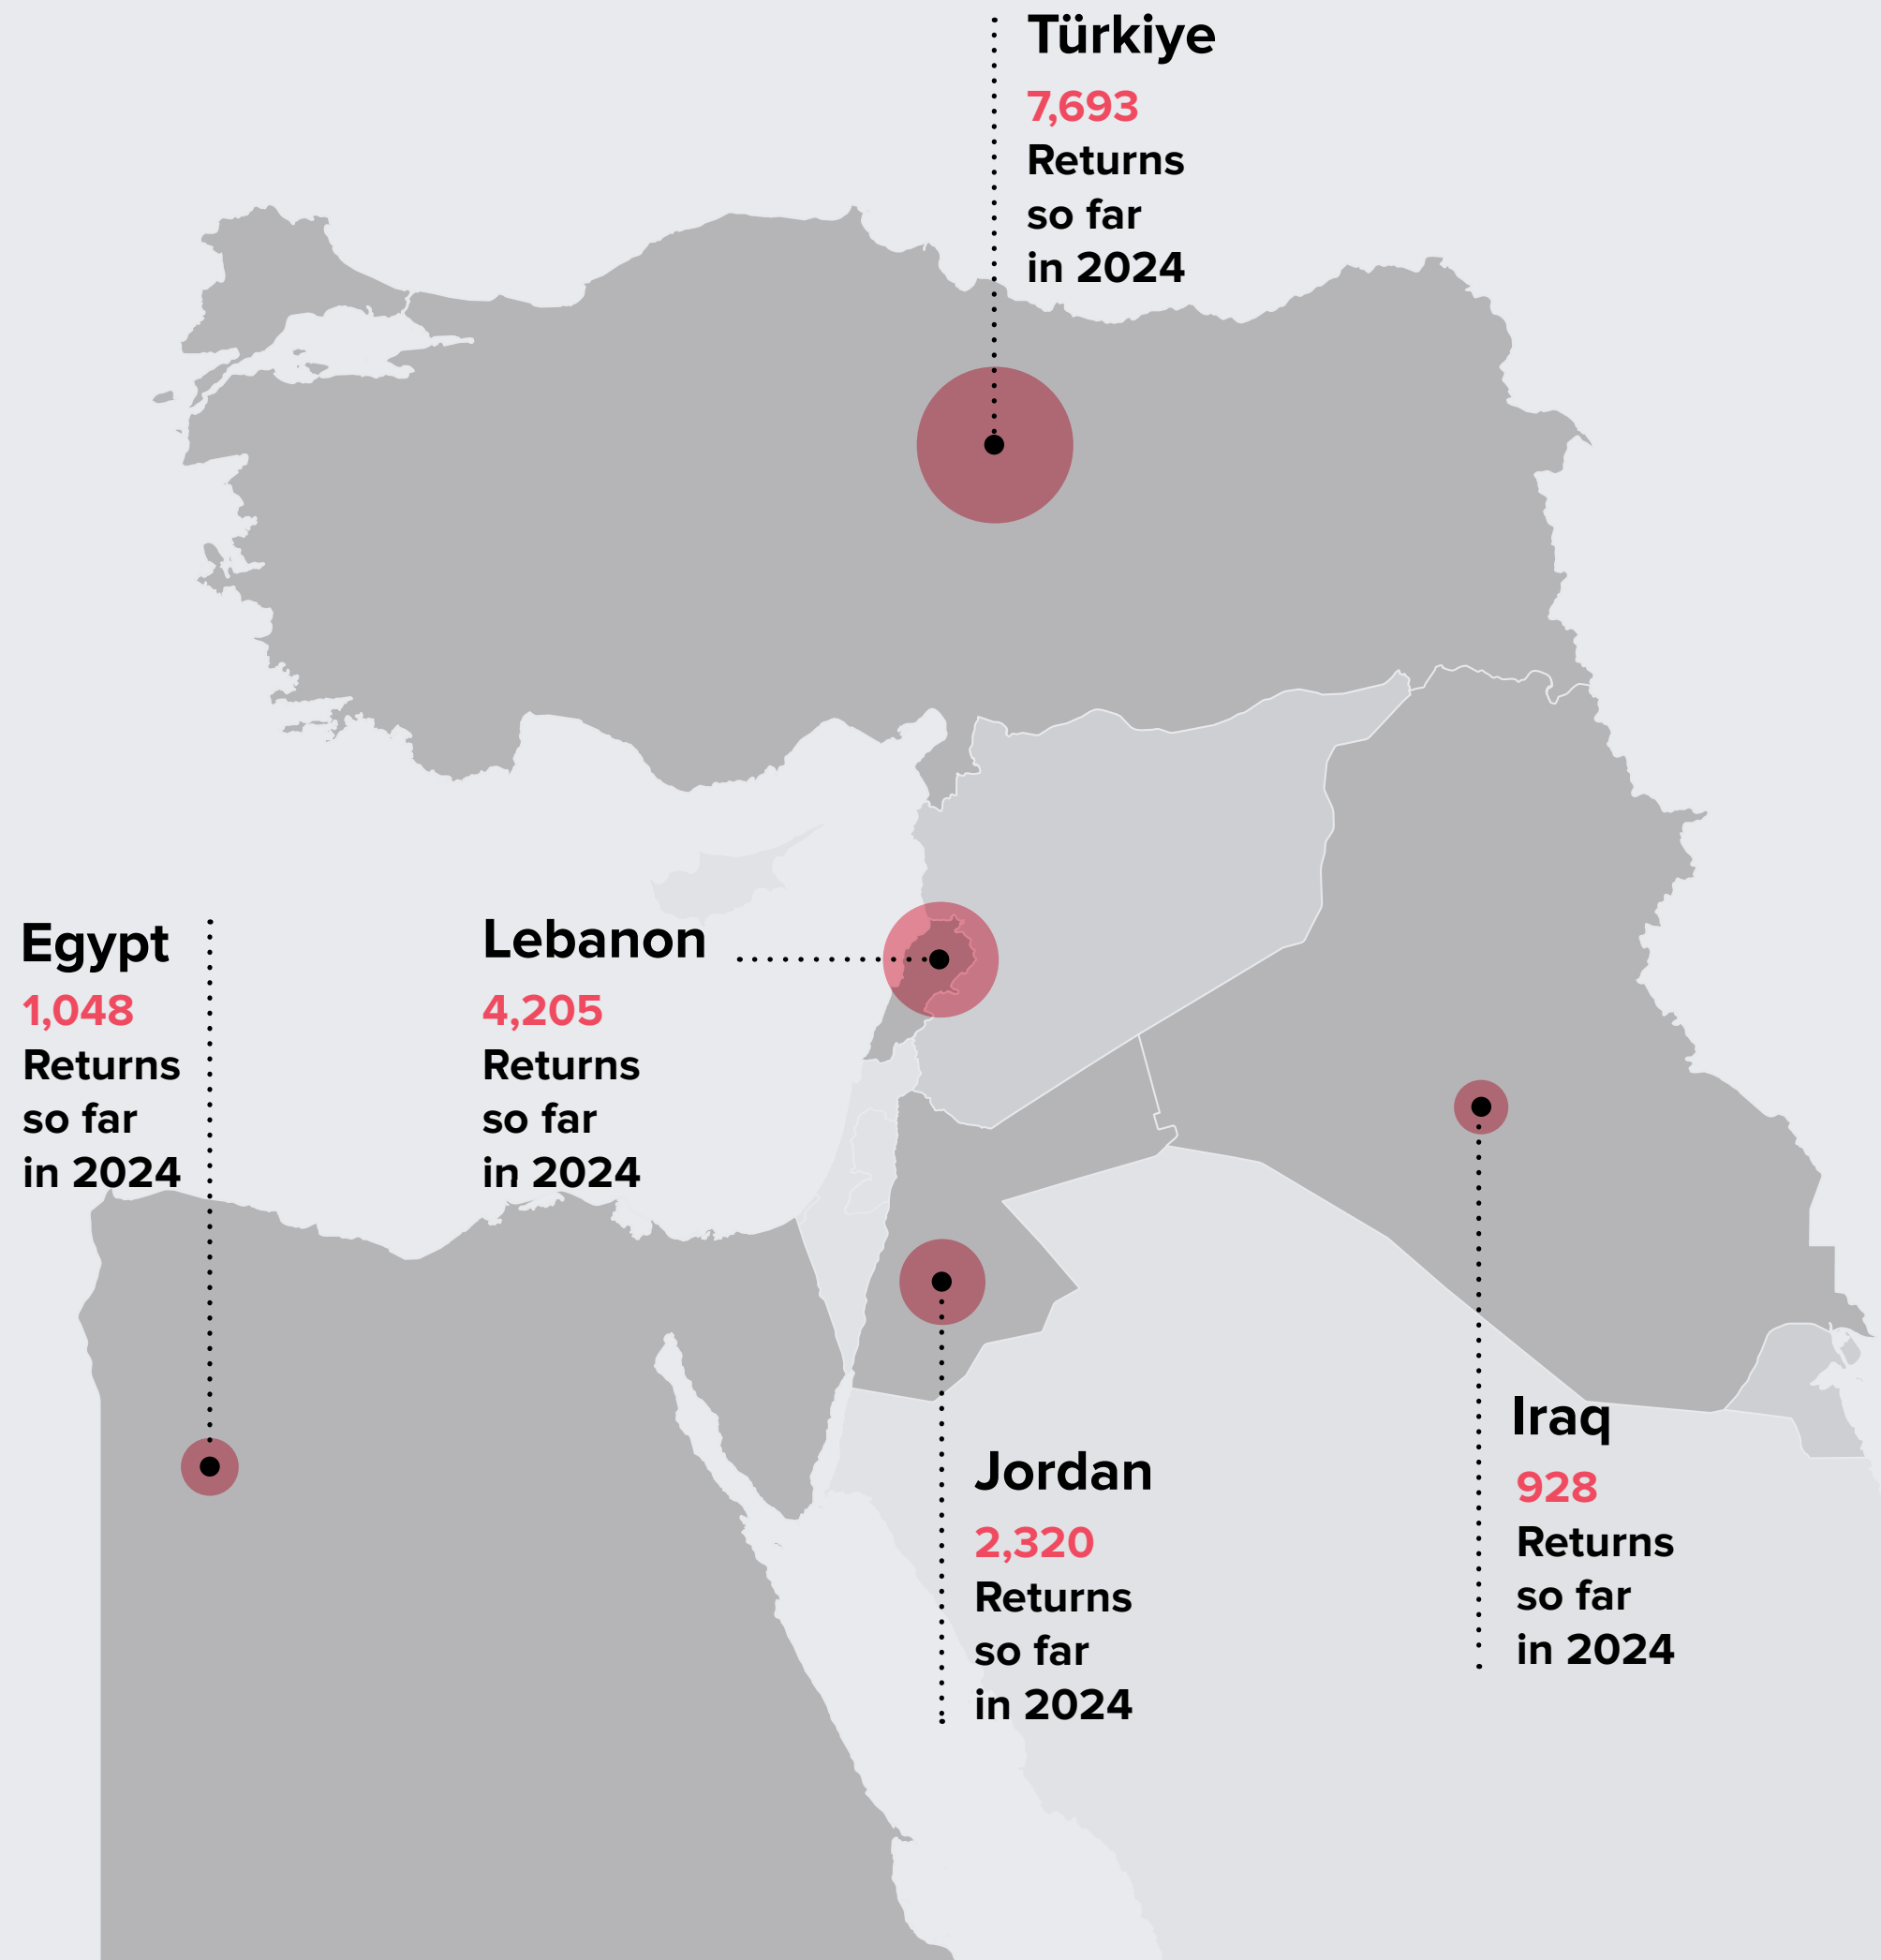 Türkiye
7,693
Returns
so far
in 2024
Egypt
1,048
Returns
so far
in 2024
Lebanon
4,205
Returns
so far
in 2024
Jordan
2,320
Returns
so far
in 2024
Iraq
928
Returns
so far
in 2024